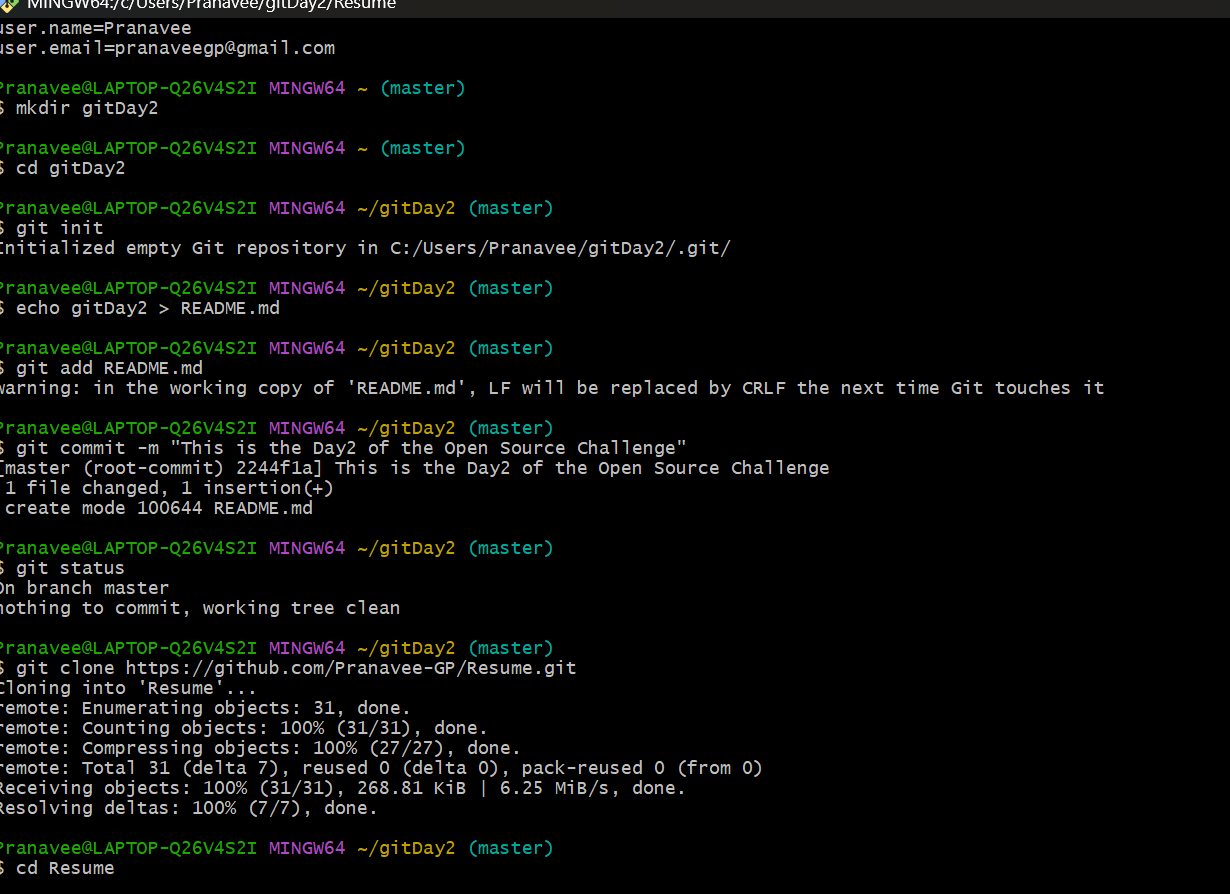 MINGW64:/c/Users/Pranavee/gitDay2/Resume
user.name=Pranavee
user.email=pranaveegp@gmail.com
Pranavee@LAPTOP-Q26V4S2I MINGW64 ~ (master)
$ mkdir gitDay2
Pranavee@LAPTOP-Q26V4S2I MINGW64 ~ (master)
$ cd gitDay2
Pranavee@LAPTOP-Q26V4S2I MINGW64 ~/gitDay2 (master)
$ git init
Initialized empty Git repository in C:/Users/Pranavee/gitDay2/.git/
Pranavee@LAPTOP-Q26V4S2I MINGW64 ~/gitDay2 (master)
$ echo gitDay2 > README.md
Pranavee@LAPTOP-Q26V4S2I MINGW64 ~/gitDay2 (master)
$ git add README.md
warning: in the working copy of 'README.md', LF will be replaced by CRLF the next time Git touches it
Pranavee@LAPTOP-Q26V4S2I MINGW64 ~/gitDay2 (master)
$ git commit -m "This is the Day2 of the Open Source Challenge"
[master (root-commit) 2244f1a] This is the Day2 of the Open Source Challenge
1 file changed, 1 insertion(+)
create mode 100644 README.md
Pranavee@LAPTOP-Q26V4S2I MINGW64 ~/gitDay2 (master)
$ git status
On branch master
nothing to commit, working tree clean
Pranavee@LAPTOP-Q26V4S2I MINGW64 ~/gitDay2 (master)
$ git clone https://github.com/Pranavee-GP/Resume.git
Cloning into 'Resume'...
remote: Enumerating objects: 31, done.
remote: Counting objects: 100% (31/31), done.
remote: Compressing objects: 100% (27/27), done.
remote: Total 31 (delta 7), reused 0 (delta 0), pack-reused 0 (from 0)
Receiving objects: 100% (31/31), 268.81 KiB | 6.25 MiB/s, done.
Resolving deltas: 100% (7/7), done.
Pranavee@LAPTOP-Q26V4S2I MINGW64 ~/gitDay2 (master)
$ cd Resume